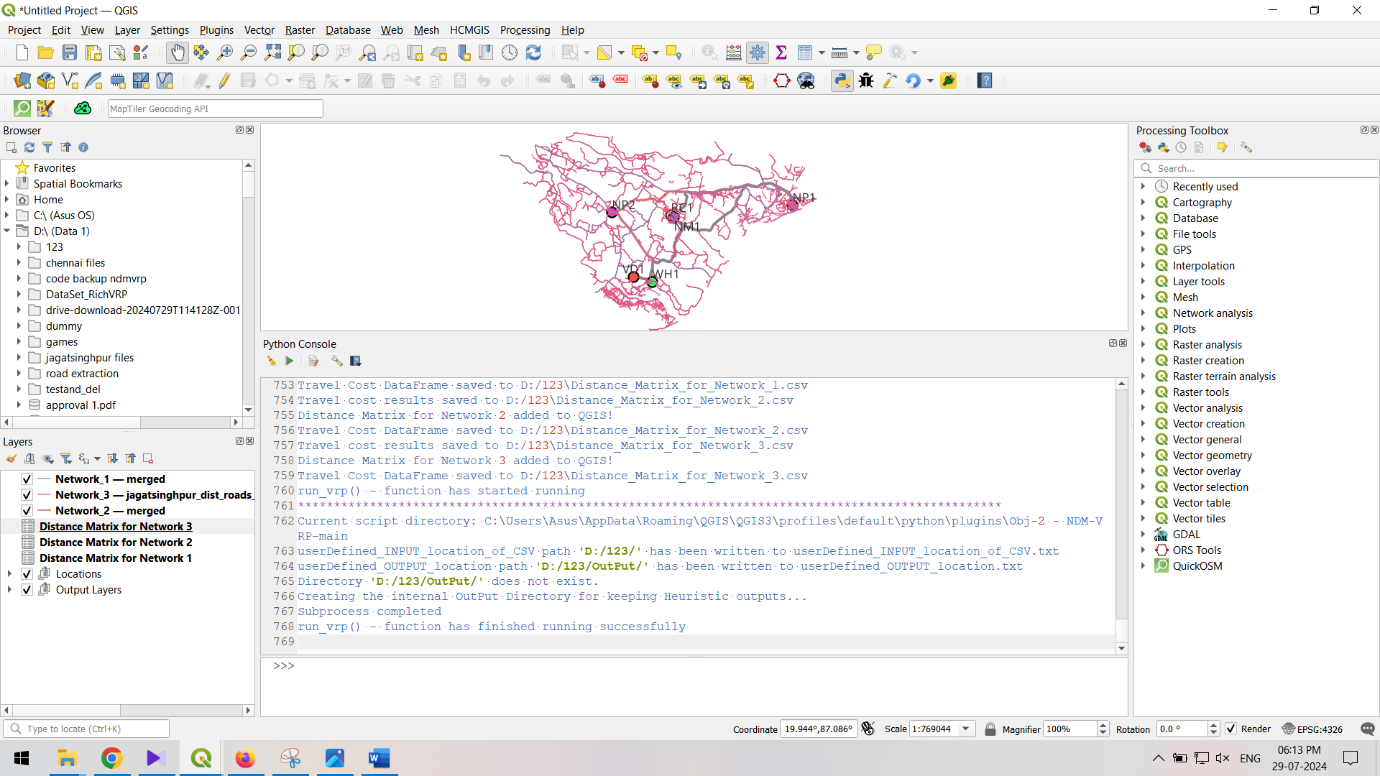 *Untitled Project — QGIS
Project Edit View Layer Settings Plugins Vector Raster Database Web Mesh HCMGIS Processing Help
MapTiler Geocoding API
Browser
Favorites
Spatial Bookmarks
Home
C:\ (Asus OS)
D:\ (Data 1)
123
chennai files
code backup ndmvrp
DataSet_RichVRP
drive-download-20240729T114128Z-001
dummy
games
jagatsinghpur files
road extraction
testand_del
approval 1.pdf
Layers
Network_1 — merged
Network_3 — jagatsinghpur_dist_roads_
Network_2 — merged
Distance Matrix for Network 3
Distance Matrix for Network 2
Distance Matrix for Network 1
Locations
Output Layers
NP2
NP1
NM1
VD1
WH1
Python Console
753 Travel Cost DataFrame saved to D:/123\Distance_Matrix_for_Network_1.csv
754 Travel cost results saved to D:/123\Distance_Matrix_for_Network_2.csv
755 Distance Matrix for Network 2 added to QGIS!
756 Travel Cost DataFrame saved to D:/123\Distance_Matrix_for_Network_2.csv
757 Travel cost results saved to D:/123\Distance_Matrix_for_Network_3.csv
758 Distance Matrix for Network 3 added to QGIS!
759 Travel Cost DataFrame saved to D:/123\Distance_Matrix_for_Network_3.csv
760 run_vrp() - function has started running
761 **************************************************************************************************
762 Current script directory: C:\Users\Asus\AppData\Roaming\QGIS\QGIS3\profiles\default\python\plugins\Obj-2 - NDM-V
RP-main
763 userDefined_INPUT_location_of_CSV path 'D:/123/' has been written to userDefined_INPUT_location_of_CSV.txt
764 userDefined_OUTPUT_location path 'D:/123/OutPut/' has been written to userDefined_OUTPUT_location.txt
765 Directory 'D:/123/OutPut/' does not exist.
766 Creating the internal OutPut Directory for keeping Heuristic outputs...
767 Subprocess completed
768 run_vrp() - function has finished running successfully
769
>>>
Processing Toolbox
Search...
Recently used
Cartography
Database
File tools
GPS
Interpolation
Layer tools
Mesh
Network analysis
Plots
Raster analysis
Raster creation
Raster terrain analysis
Raster tools
Vector analysis
Vector creation
Vector general
Vector geometry
Vector overlay
Vector selection
Vector table
Vector tiles
GDAL
ORS Tools
QuickOSM
Type to locate (Ctrl+K)
Coordinate 19.944°,87.086° Scale 1:769044 Magnifier 100% Rotation 0.0 ° Render EPSG:4326
ENG
06:13 PM
29-07-2024